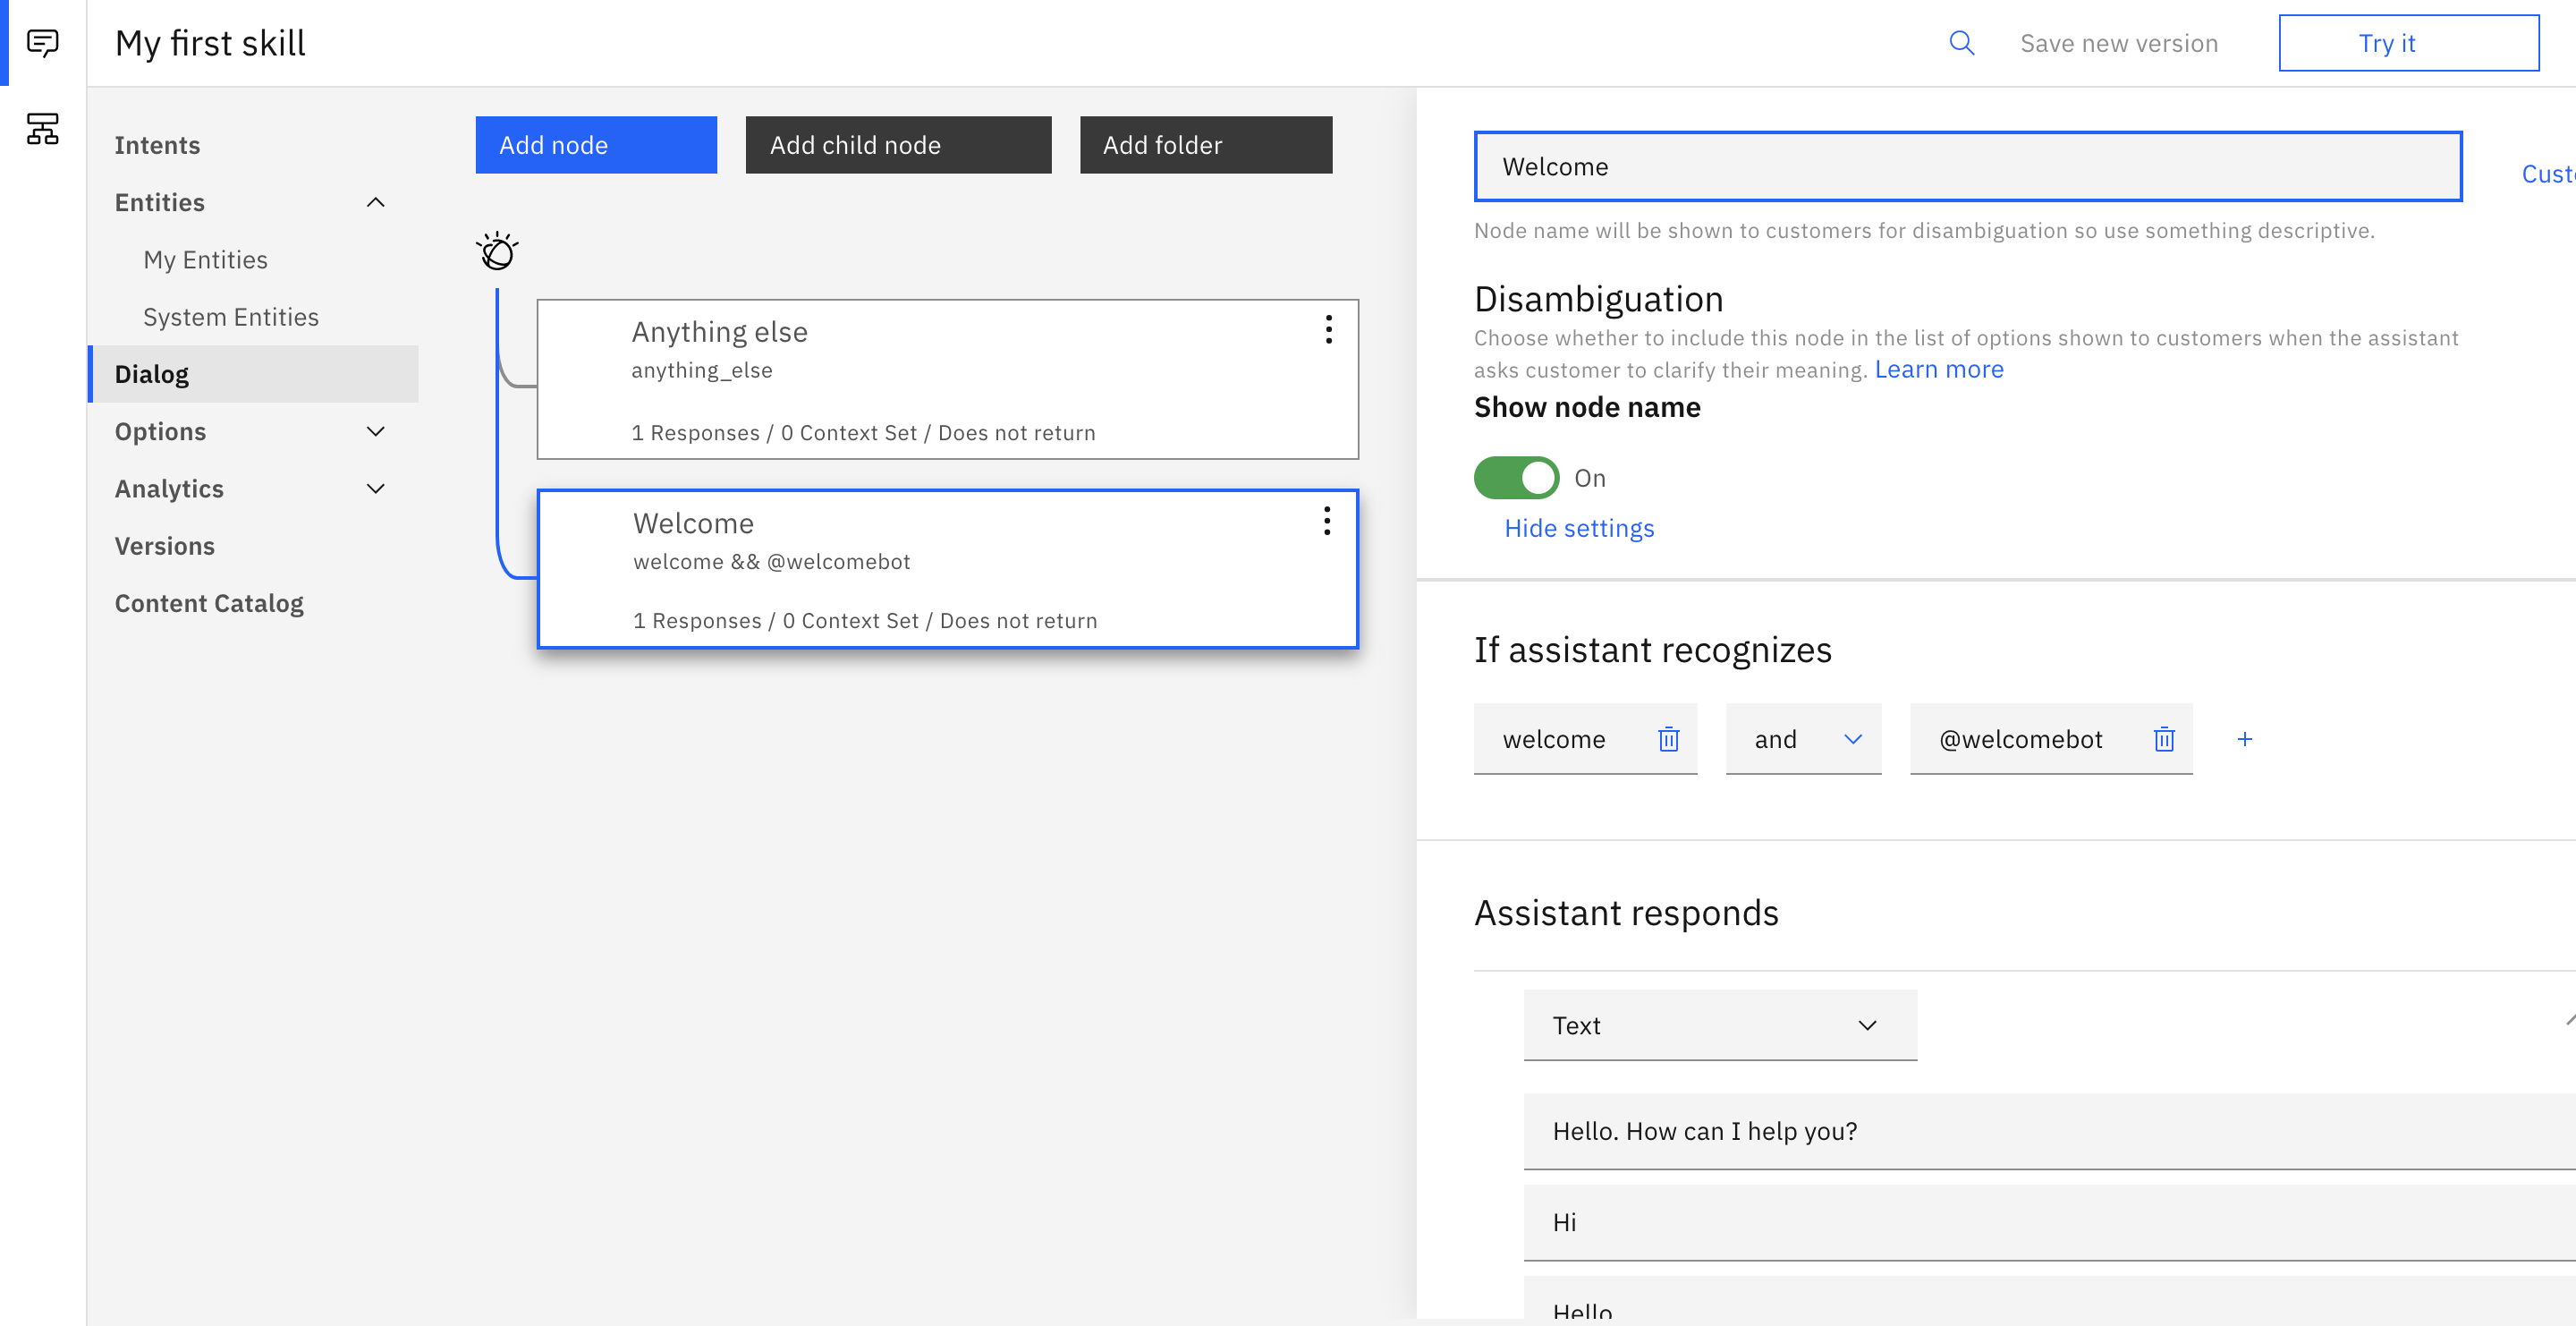 My first skill
Save new version
Try it
Intents
Entities
My Entities
System Entities
Dialog
Options
Analytics
Versions
Content Catalog
Add node
Add child node
Add folder
Anything else
anything_else
1 Responses / 0 Context Set / Does not return
Welcome
welcome && @welcomebot
1 Responses / 0 Context Set / Does not return
Welcome
Node name will be shown to customers for disambiguation so use something descriptive.
Disambiguation
Choose whether to include this node in the list of options shown to customers when the assistant
asks customer to clarify their meaning. Learn more
Show node name
On
Hide settings
If assistant recognizes
welcome
and
@welcomebot
+
Assistant responds
Text
Hello. How can I help you?
Hi
Hello